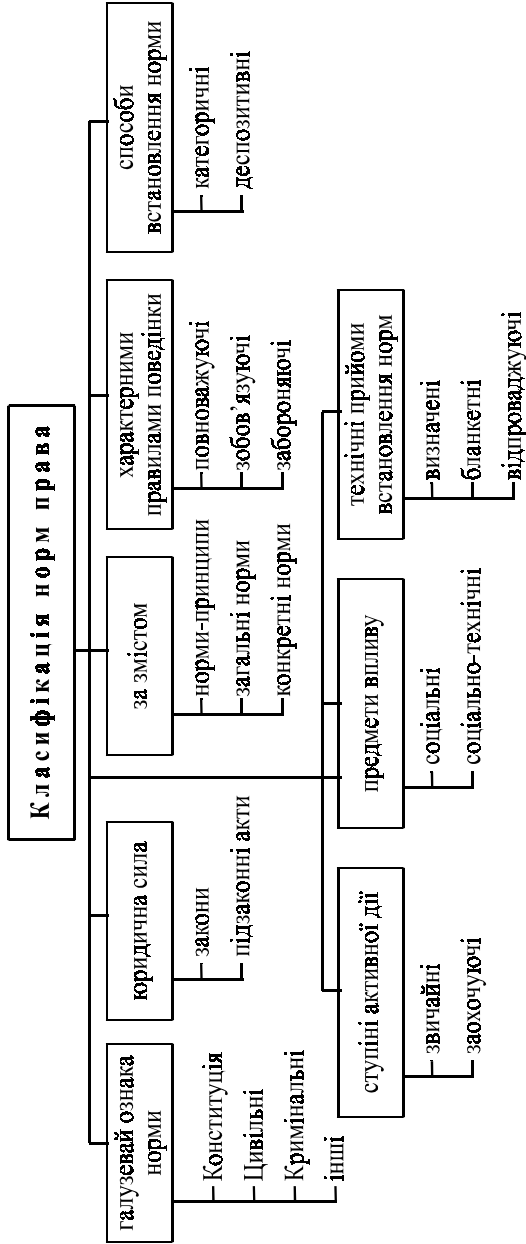 Класифікація норм права
галузевай ознака
норми
Конституція
Цивільні
Кримінальні
інші
юридична сила
закони
підзаконні акти
за змістом
норми-принципи
загальні норми
конкретні норми
характерними
правилами поведінки
повноважуючі
зобов'язуючі
забороняючі
способи
встановлення норми
категоричні
деспозитивні
ступіні активної дії
звичайні
заохочуючі
предмети впливу
соціальні
соціально-технічні
технічні прийоми
встановлення норм
визначені
бланкетні
відпроваджуючі